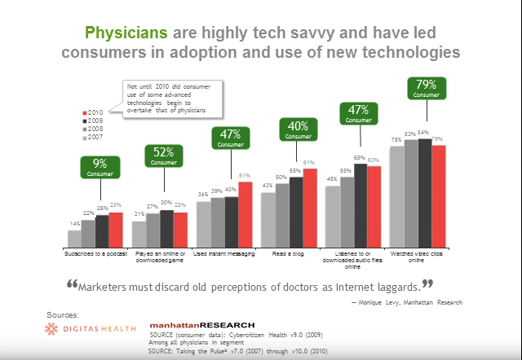 Physicians are highly tech savvy and have led
consumers in adoption and use of new technologies
Not until 2010 did consumer
use of some advanced
technologies begin to
overtake that of physicians
2010
2009
2008
2007
9%
Consumer
52%
Consumer
47%
Consumer
40%
Consumer
47%
Consumer
79%
Consumer
14% 22% 26% 28%
21% 27% 30% 28%
36% 39% 40% 51%
43% 50% 55% 61%
48% 55% 65% 63%
78% 83% 84% 79%
Subscribed to a podcast
Played an online or
downloaded game
Used instant messaging
Read a blog
Listened to or
downloaded audio files
online
Watched video clips
online
“Marketers must discard old perceptions of doctors as Internet laggards.”
— Monique Levy, Manhattan Research
Sources:
DIGITAS HEALTH
manhattanRESEARCH
SOURCE (consumer data): Cybercitizen Health v9.0 (2009)
Among all physicians in segment
SOURCE: Taking the Pulse® v7.0 (2007) through v10.0 (2010)